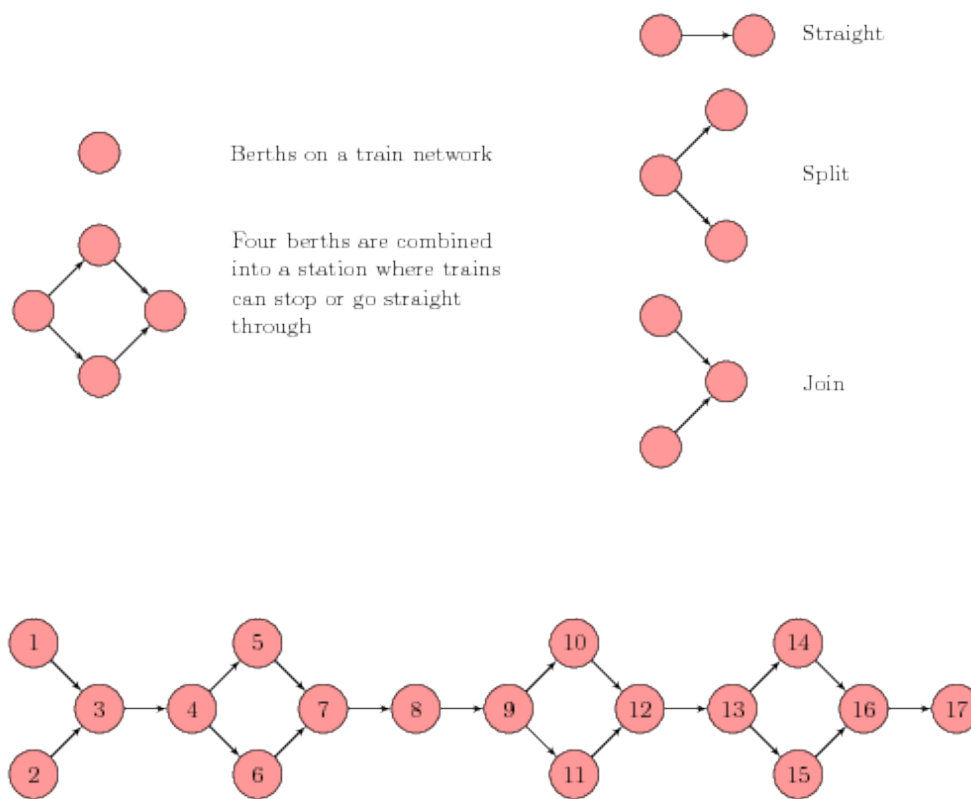 Straight
Berths on a train network
Split
Four berths are combined
into a station where trains
can stop or go straight
through
Join
1
5
10
14
3
4
7
8
9
12
13
16
17
2
6
11
15